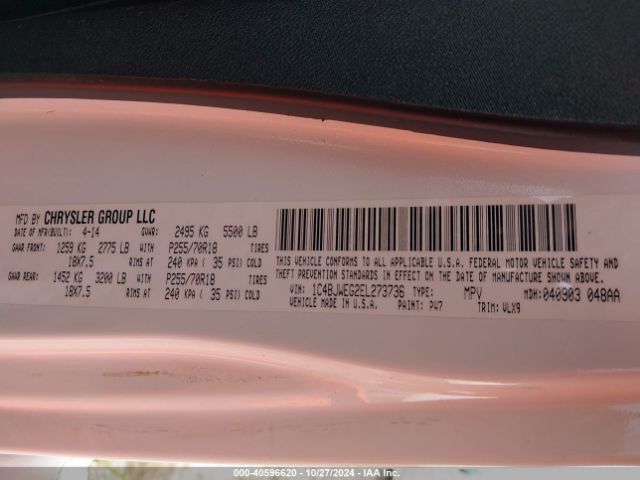 MFD BY CHRYSLER GROUP LLC
DATE OF MFR(BUILT): 4-14 GVWR: 2495 KG 5500 LB
GAWR FRONT: 1259 KG 2775 LB WITH P255/70R18 TIRES
18X7.5 RIMS AT 240 KPA ( 35 PSI) COLD
GAWR REAR: 1452 KG 3200 LB WITH P255/70R18 TIRES
18X7.5 RIMS AT 240 KPA ( 35 PSI) COLD
THIS VEHICLE CONFORMS TO ALL APPLICABLE U.S.A. FEDERAL MOTOR VEHICLE SAFETY AND
THEFT PREVENTION STANDARDS IN EFFECT ON THE DATE OF MANUFACTURE SHOWN ABOVE.
VIN: 1C4BJWEG2EL273736 TYPE: MPV MDH: 040903 048AA
VEHICLE MADE IN U.S.A. PAINT: PW7 TRIM: VLX9
000-40596620 | 10/27/2024 | IAA Inc.